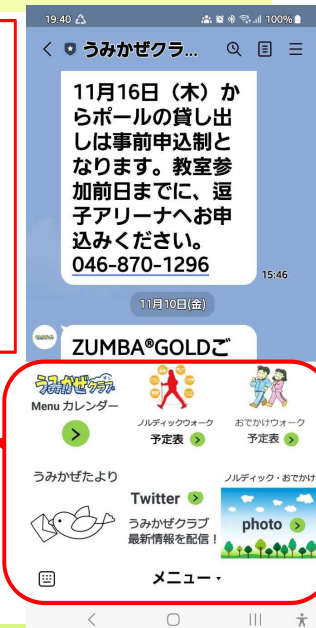 19:40
100%
うみかぜクラ...
11月16日（木）か
らポールの貸し出
しは事前申込制と
なります。教室参
加前日までに、逗
子アリーナへお申
込みください。
046-870-1296
15:46
11月10日(金)
ZUMBA®GOLDご
うみかぜクラブ
Menu カレンダー
ノルディックウォーク
予定表
おでかけウォーク
予定表
うみかぜたより
Twitter
うみかぜクラブ
最新情報を配信！
ノルディック・おでかけ
photo
メニュー